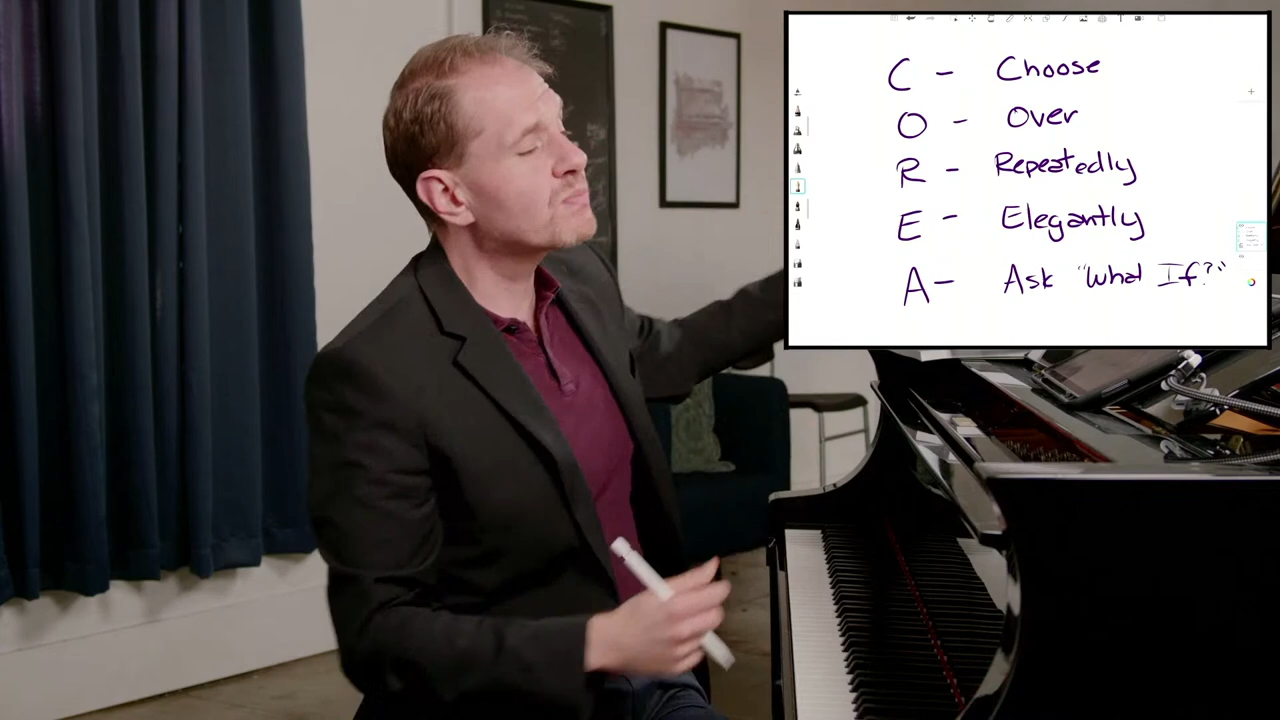 C - Choose
O - Over
R - Repeatedly
E - Elegantly
A - Ask "What If?"